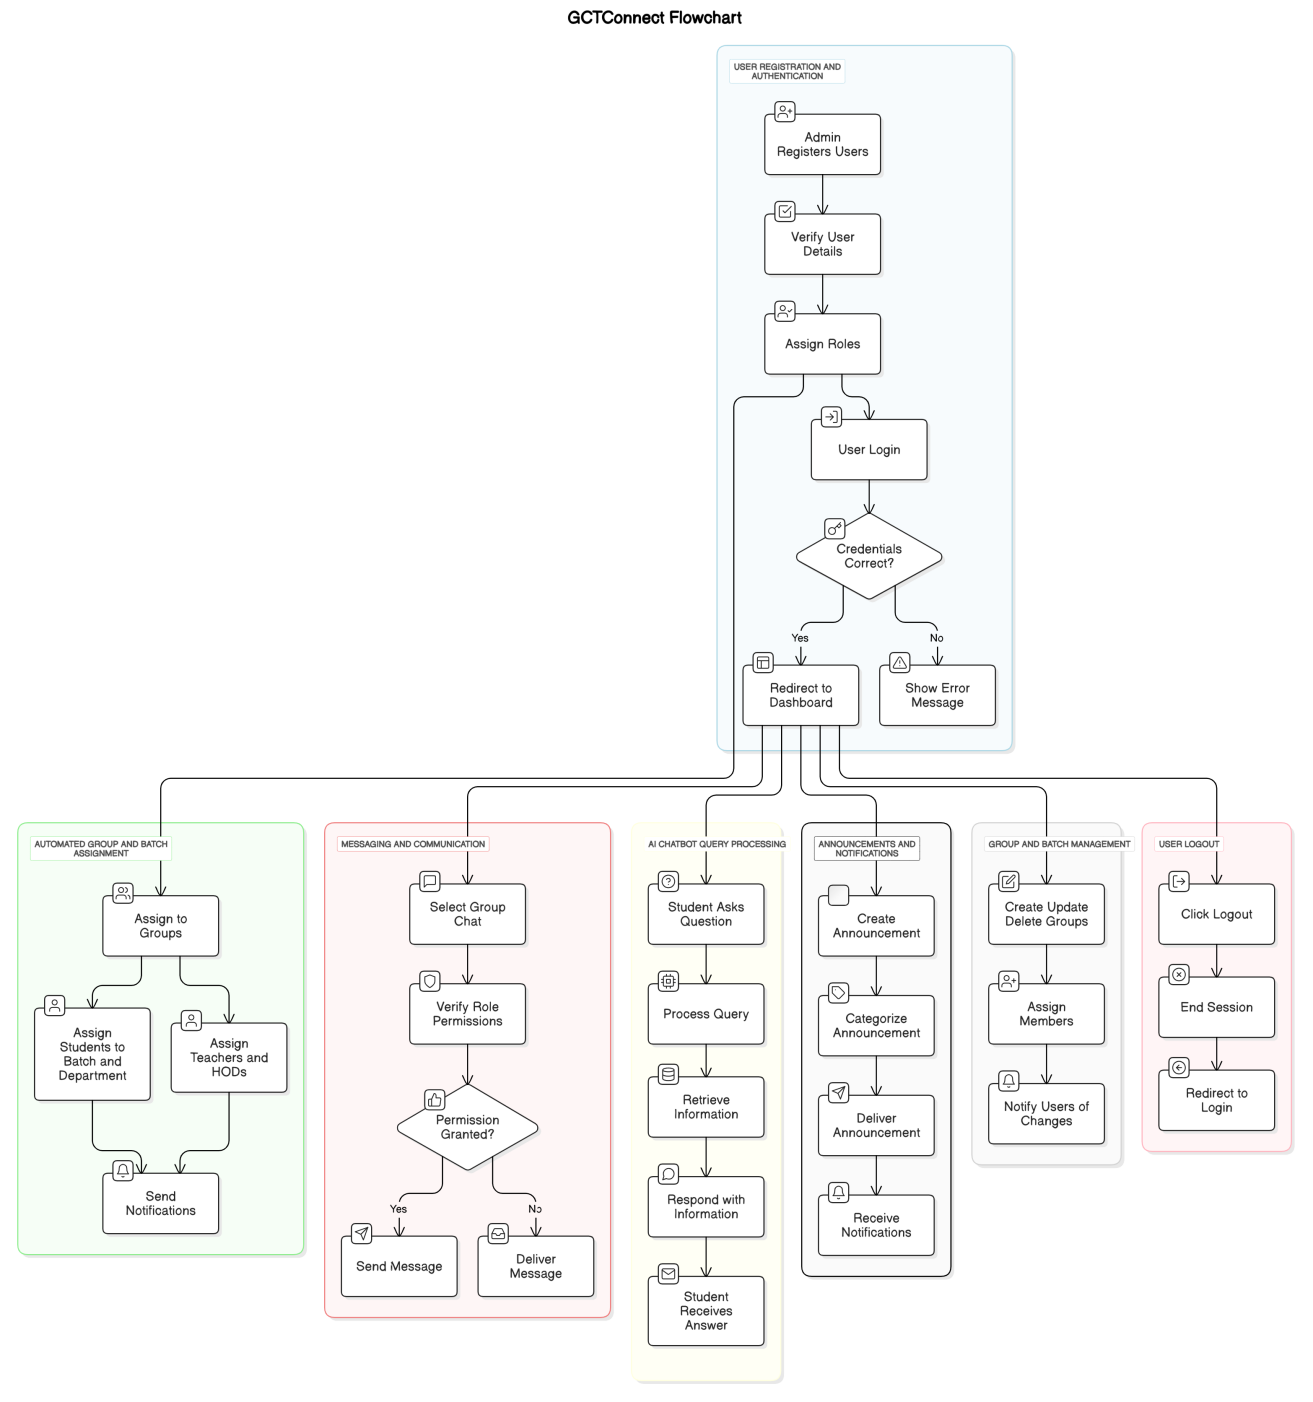 GCTConnect Flowchart
USER REGISTRATION AND
AUTHENTICATION
Admin
Registers Users
Verify User
Details
Assign Roles
User Login
Credentials
Correct?
Yes
No
Redirect to
Dashboard
Show Error
Message
AUTOMATED GROUP AND BATCH
ASSIGNMENT
Assign to
Groups
Assign
Students to
Batch and
Department
Assign
Teachers and
HODs
Send
Notifications
MESSAGING AND COMMUNICATION
Select Group
Chat
Verify Role
Permissions
Permission
Granted?
Yes
No
Send Message
Deliver
Message
AI CHATBOT QUERY PROCESSING
Student Asks
Question
Process Query
Retrieve
Information
Respond with
Information
Student
Receives
Answer
ANNOUNCEMENTS AND
NOTIFICATIONS
Create
Announcement
Categorize
Announcement
Deliver
Announcement
Receive
Notifications
GROUP AND BATCH MANAGEMENT
Create Update
Delete Groups
Assign
Members
Notify Users of
Changes
USER LOGOUT
Click Logout
End Session
Redirect to
Login